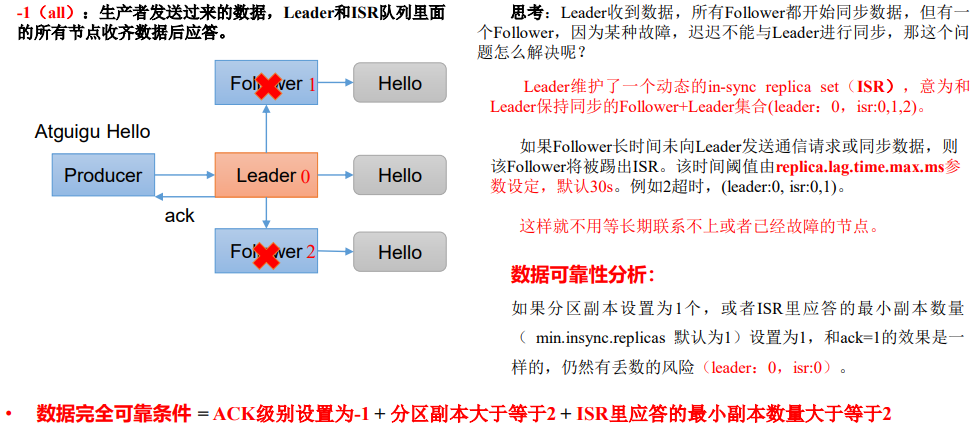 -1（all）：生产者发送过来的数据，Leader和ISR队列里面
的所有节点收齐数据后应答。
Follower 1
Hello
Atguigu Hello
Producer
Leader 0
Hello
ack
Follower 2
Hello
思考：Leader收到数据，所有Follower都开始同步数据，但有一
个Follower，因为某种故障，迟迟不能与Leader进行同步，那这个问
题怎么解决呢？
Leader维护了一个动态的in-sync replica set（ISR），意为和
Leader保持同步的Follower+Leader集合(leader：0，isr:0,1,2)。
如果Follower长时间未向Leader发送通信请求或同步数据，则
该Follower将被踢出ISR。该时间阈值由replica.lag.time.max.ms参
数设定，默认30s。例如2超时，(leader:0, isr:0,1)。
这样就不用等长期联系不上或者已经故障的节点。
数据可靠性分析：
如果分区副本设置为1个，或者ISR里应答的最小副本数量
（ min.insync.replicas 默认为1）设置为1，和ack=1的效果是一
样的，仍然有丢数的风险（leader：0，isr:0）。
• 数据完全可靠条件 = ACK级别设置为-1 + 分区副本大于等于2 + ISR里应答的最小副本数量大于等于2